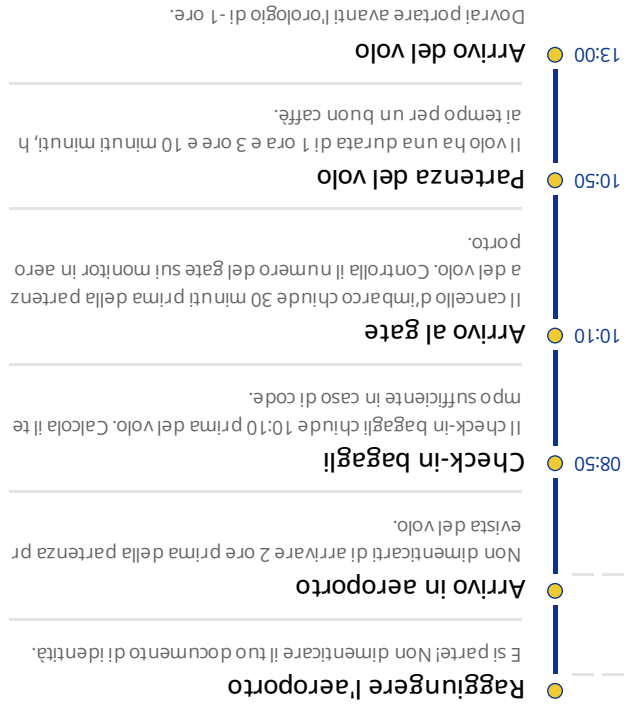 Raggiungere l'aeroporto
E si parte! Non dimenticare il tuo documento di identità.
Arrivo in aeroporto
Non dimenticarti di arrivare 2 ore prima della partenza pr
evista del volo.
08:50
Check-in bagagli
Il check-in bagagli chiude 10:10 prima del volo. Calcola il te
mpo sufficiente in caso di code.
10:10
Arrivo al gate
Il cancello d'imbarco chiude 30 minuti prima della partenz
a del volo. Controlla il numero del gate sui monitor in aero
porto.
10:50
Partenza del volo
Il volo ha una durata di 1 ora e 3 ore e 10 minuti minuti, h
ai tempo per un buon caffè.
13:00
Arrivo del volo
Dovrai portare avanti l'orologio di -1 ore.